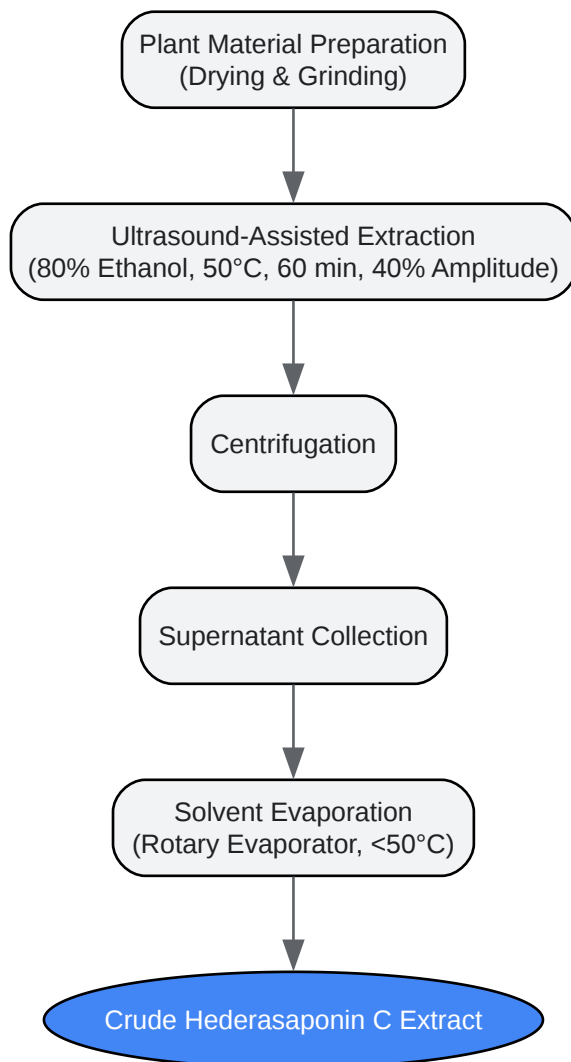 Plant Material Preparation
(Drying & Grinding)
Ultrasound-Assisted Extraction
(80% Ethanol, 50°C, 60 min, 40% Amplitude)
Centrifugation
Supernatant Collection
Solvent Evaporation
(Rotary Evaporator, <50°C)
Crude Hederasaponin C Extract